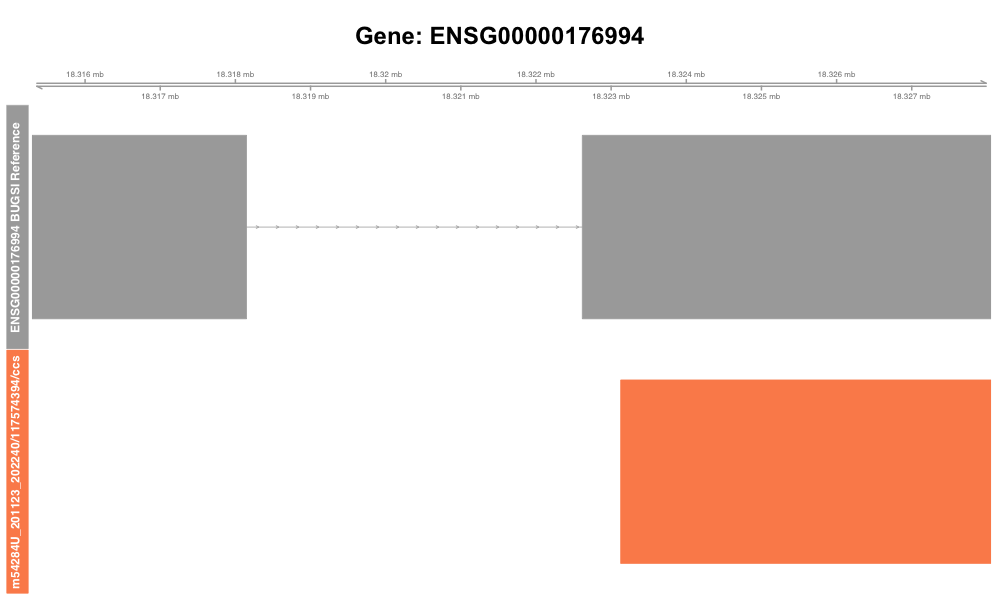 Gene: ENSG00000176994
18.316 mb 18.318 mb 18.32 mb 18.322 mb 18.324 mb 18.326 mb
18.317 mb 18.319 mb 18.321 mb 18.323 mb 18.325 mb 18.327 mb
ENSG00000176994 BUGSI Reference
m54284U_201123_202240/117574394/ccs